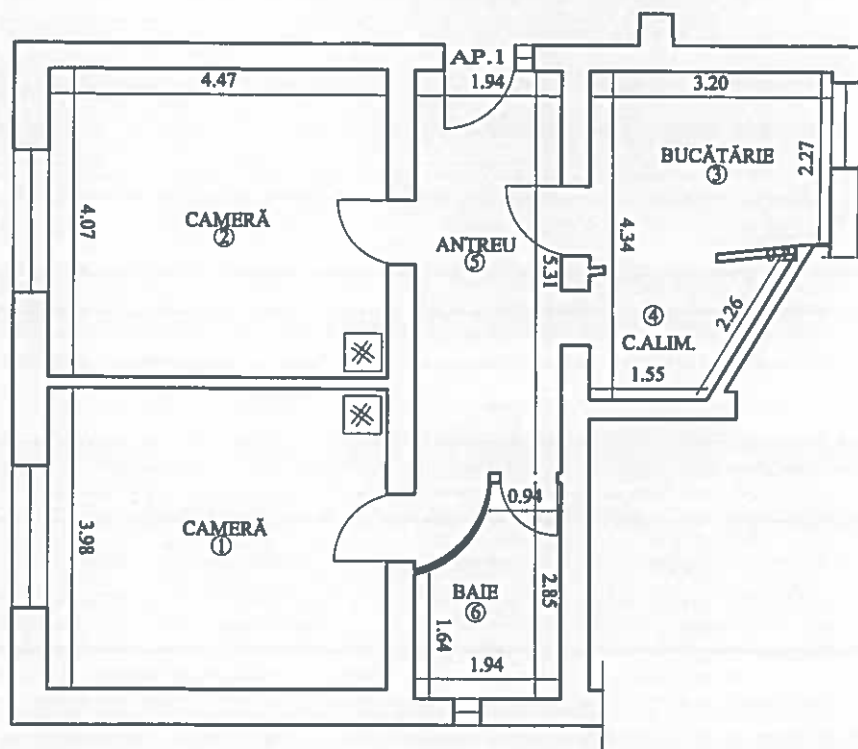 AP.1
4.47
1.94
3.20
BUCĂTĂRIE
③
2.27
4.07
CAMERĂ
②
ANTREU
⑤
5.31
4.34
④
C.ALIM.
2.26
1.55
CAMERĂ
①
3.98
0.94
BAIE
⑥
2.85
1.64
1.94